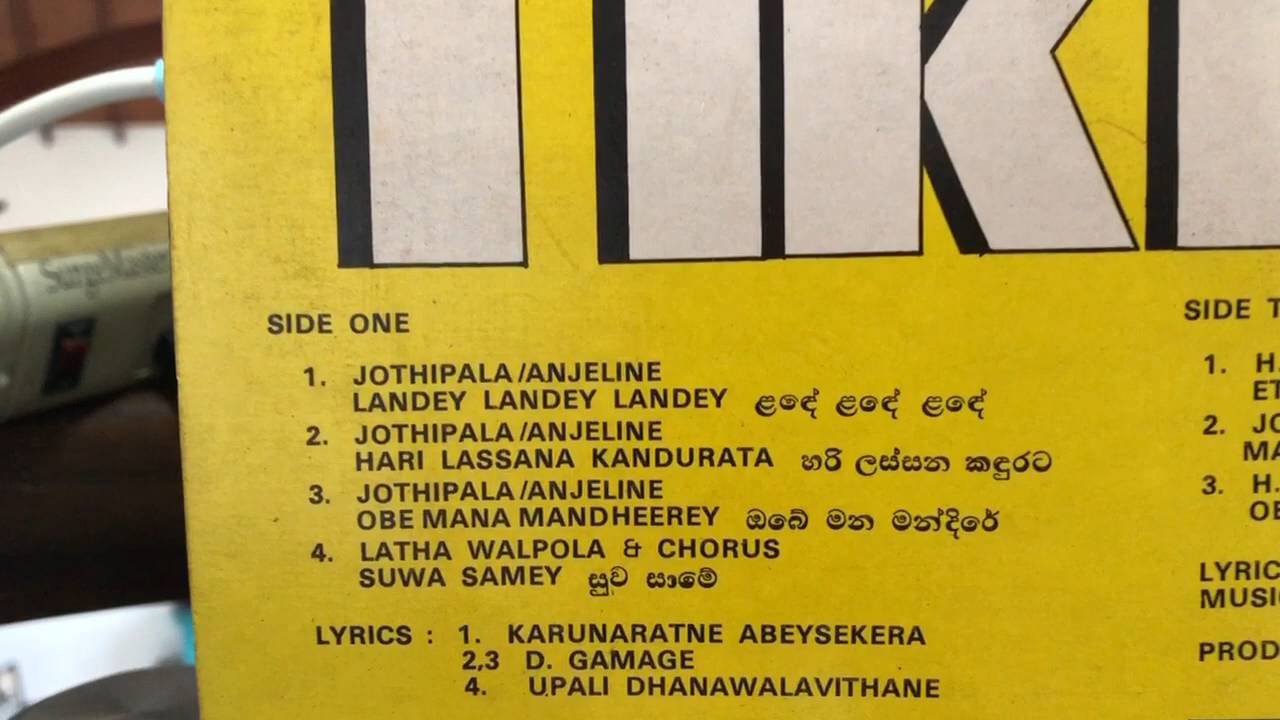 SurgeMaster
SIDE ONE
1. JOTHIPALA/ANJELINE
LANDEY LANDEY LANDEY ළඳේ ළඳේ ළඳේ
2. JOTHIPALA/ANJELINE
HARI LASSANA KANDURATA හරි ලස්සන කඳුරට
3. JOTHIPALA/ANJELINE
OBE MANA MANDHEEREY ඔබේ මන මන්දිරේ
4. LATHA WALPOLA & CHORUS
SUWA SAMEY සුව සාමේ
LYRICS : 1. KARUNARATNE ABEYSEKERA
2,3 D. GAMAGE
4. UPALI DHANAWALAVITHANE
SIDE
1. H.
2.
3. H.